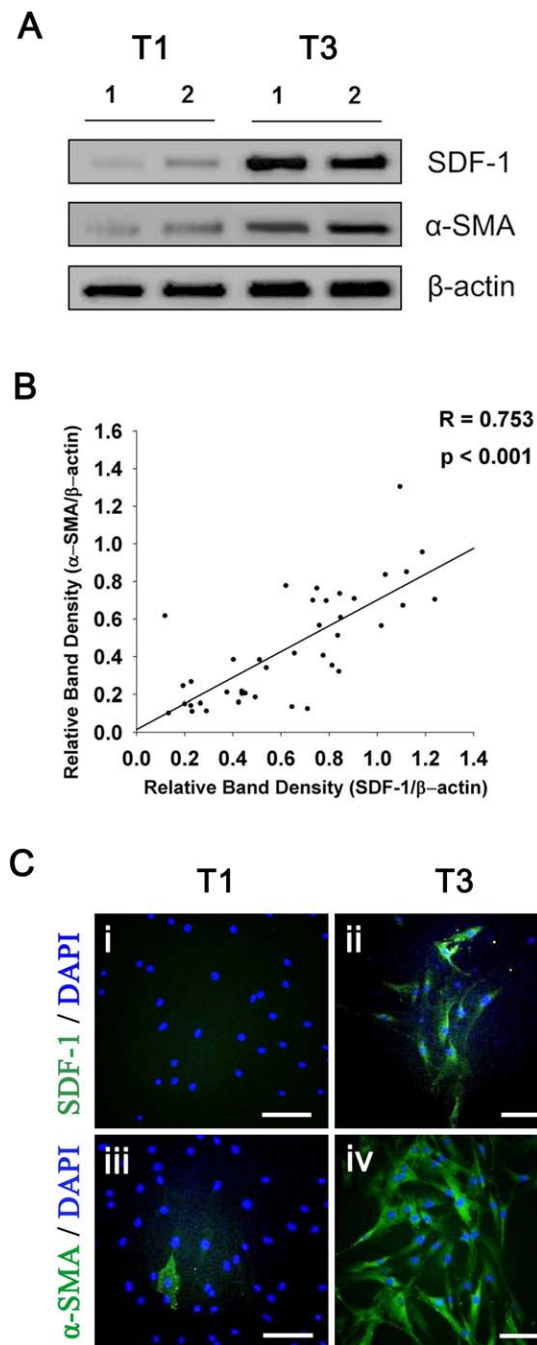 A
T1 T3
1 2 1 2
SDF-1
α-SMA
β-actin
B
R = 0.753
p < 0.001
Relative Band Density (α–SMA/β–actin)
1.6
1.4
1.2
1.0
0.8
0.6
0.4
0.2
0.0
0.0 0.2 0.4 0.6 0.8 1.0 1.2 1.4
Relative Band Density (SDF-1/β–actin)
C
T1 T3
SDF-1 / DAPI
i ii
α-SMA / DAPI
iii iv